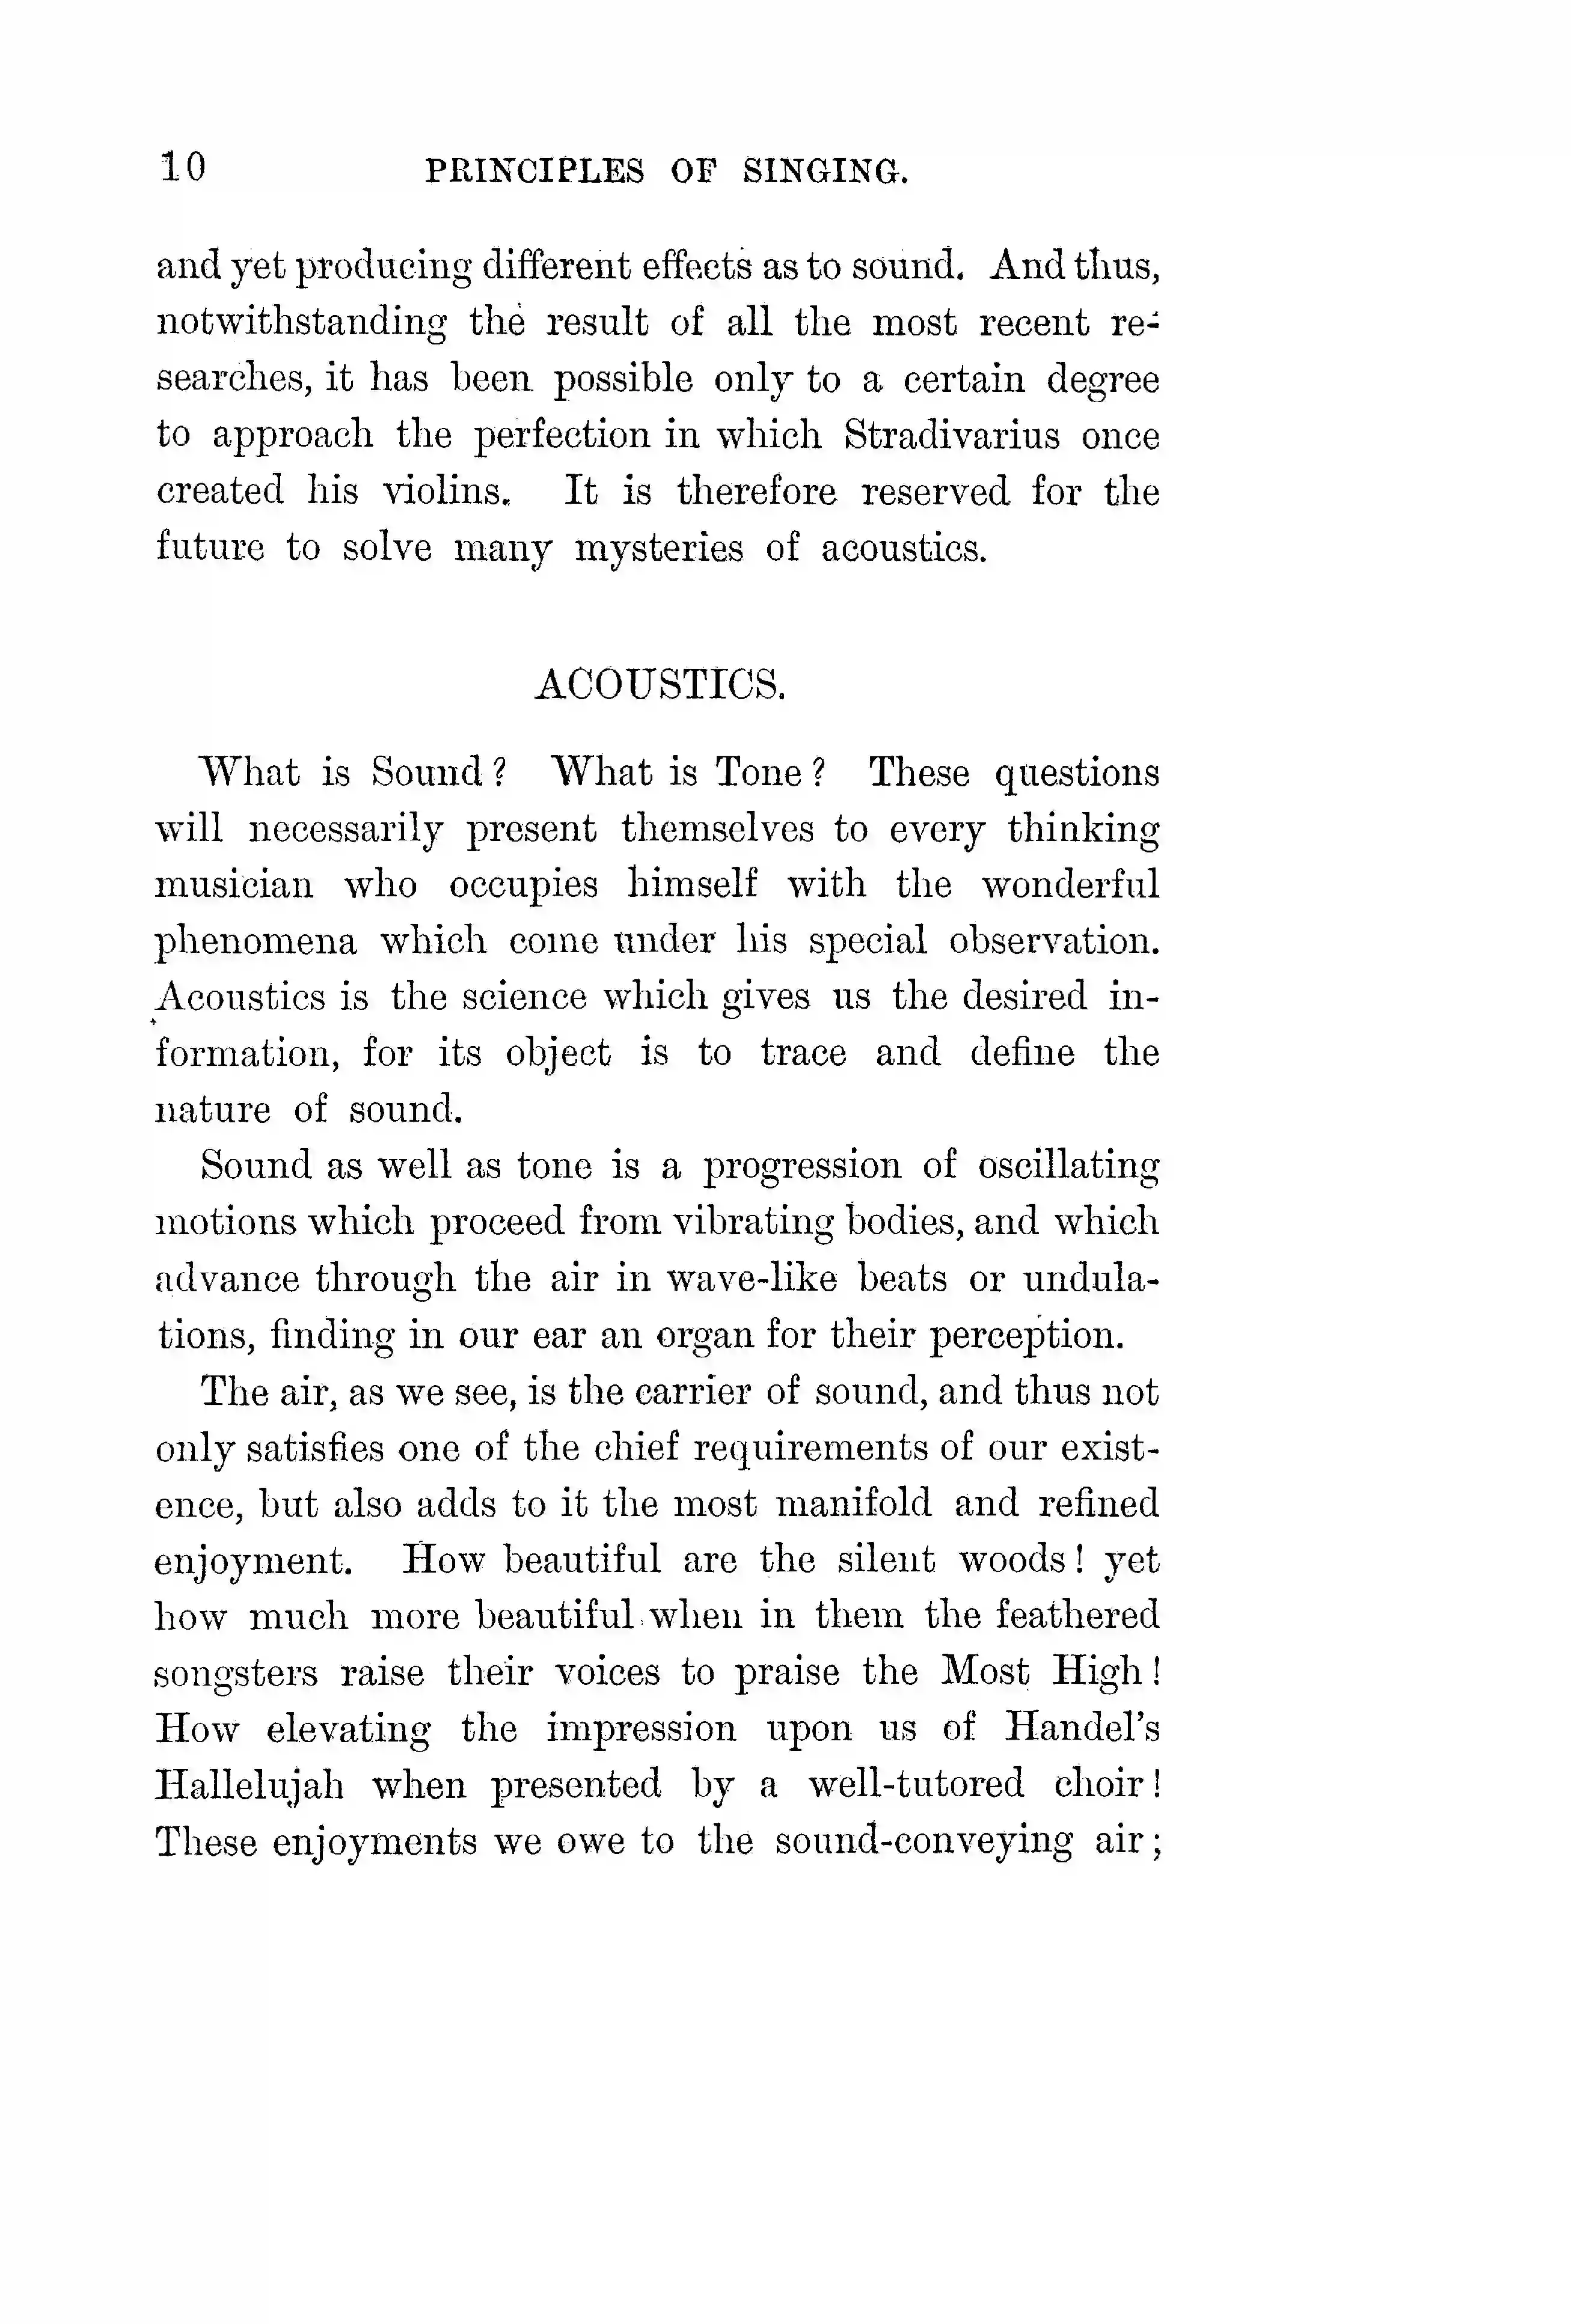 10 PRINCIPLES OF SINGING.
and yet producing different effects as to sound. And thus,
notwithstanding the result of all the most recent re-
searches, it has been possible only to a certain degree
to approach the perfection in which Stradivarius once
created his violins. It is therefore reserved for the
future to solve many mysteries of acoustics.
ACOUSTICS.
What is Sound? What is Tone? These questions
will necessarily present themselves to every thinking
musician who occupies himself with the wonderful
phenomena which come under his special observation.
Acoustics is the science which gives us the desired in-
formation, for its object is to trace and define the
nature of sound.
Sound as well as tone is a progression of oscillating
motions which proceed from vibrating bodies, and which
advance through the air in wave-like beats or undula-
tions, finding in our ear an organ for their perception.
The air, as we see, is the carrier of sound, and thus not
only satisfies one of the chief requirements of our exist-
ence, but also adds to it the most manifold and refined
enjoyment. How beautiful are the silent woods! yet
how much more beautiful when in them the feathered
songsters raise their voices to praise the Most High!
How elevating the impression upon us of Handel's
Hallelujah when presented by a well-tutored choir!
These enjoyments we owe to the sound-conveying air;